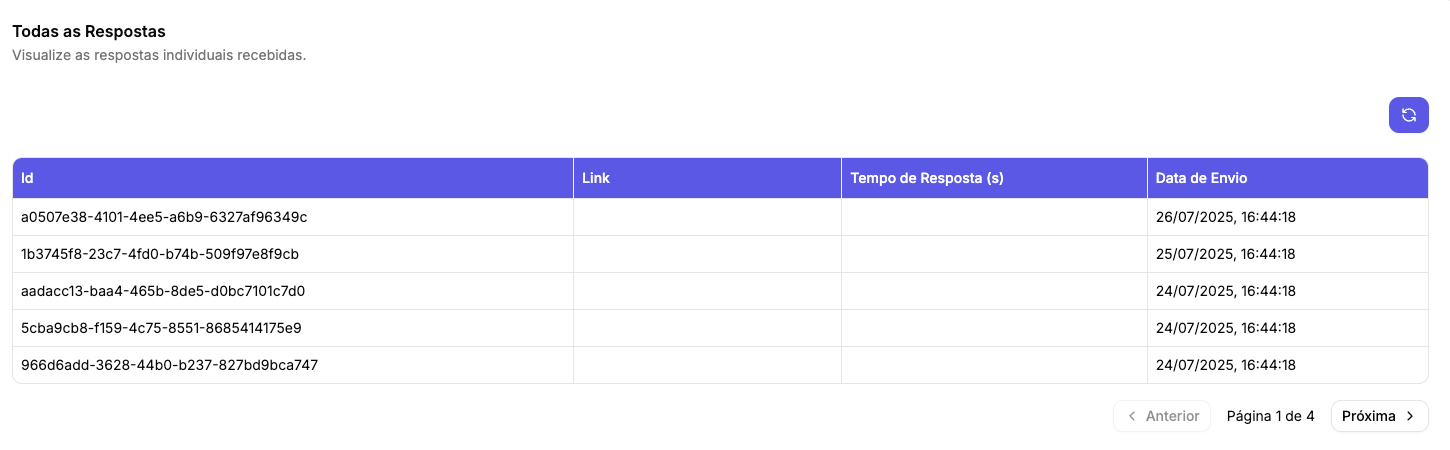 Todas as Respostas
Visualize as respostas individuais recebidas.
Id Link Tempo de Resposta (s) Data de Envio
a0507e38-4101-4ee5-a6b9-6327af96349c 26/07/2025, 16:44:18
1b3745f8-23c7-4fd0-b74b-509f97e8f9cb 25/07/2025, 16:44:18
aadacc13-baa4-465b-8de5-d0bc7101c7d0 24/07/2025, 16:44:18
5cba9cb8-f159-4c75-8551-8685414175e9 24/07/2025, 16:44:18
966d6add-3628-44b0-b237-827bd9bca747 24/07/2025, 16:44:18
Anterior Página 1 de 4 Próxima